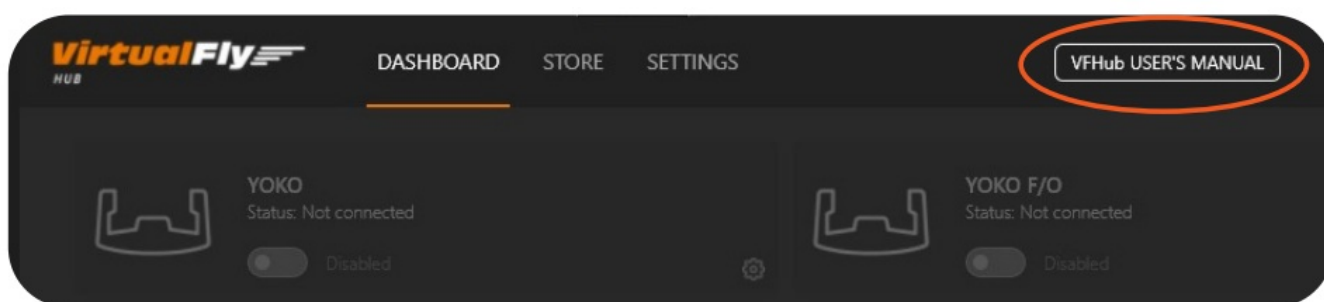 VirtualFly
HUB
DASHBOARD STORE SETTINGS
VFHub USER'S MANUAL
YOKO
Status: Not connected
Disabled
YOKO F/O
Status: Not connected
Disabled